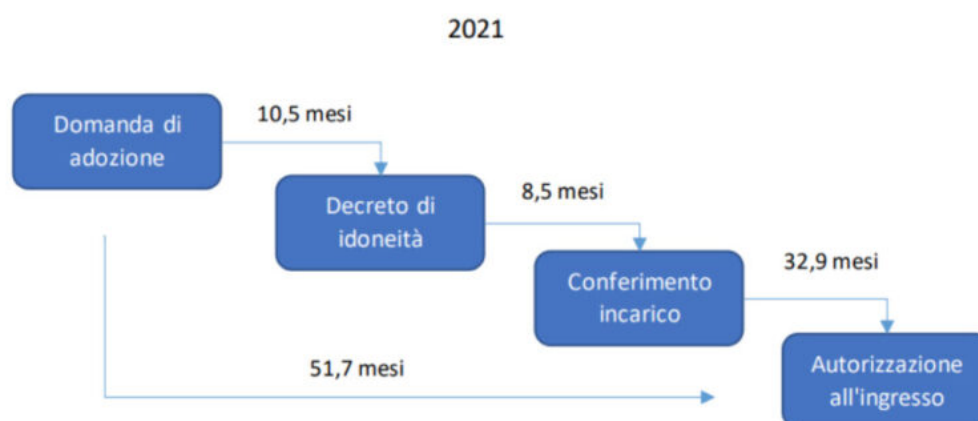 2021
Domanda di
adozione
10,5 mesi
Decreto di
idoneità
8,5 mesi
Conferimento
incarico
32,9 mesi
Autorizzazione
all'ingresso
51,7 mesi